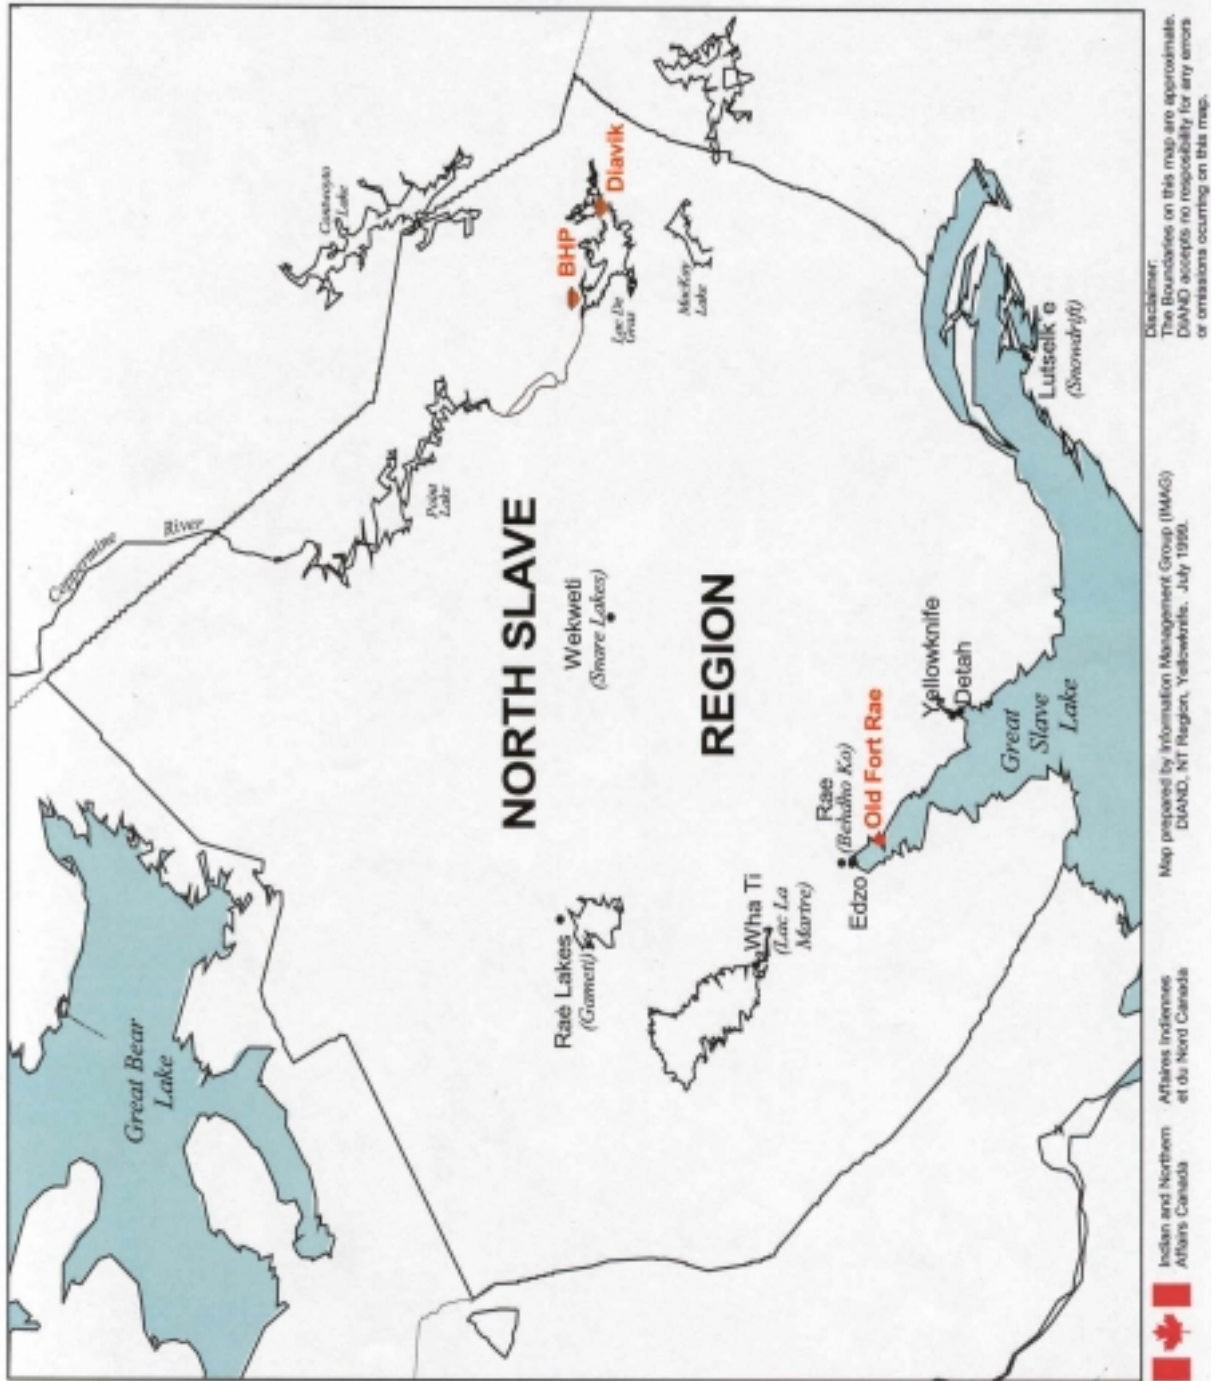 Coppermine
River
Contwoyto
Lake
Great Bear
Lake
Point
Lake
NORTH SLAVE
REGION
BHP
Diavik
Lac De
Gras
MacKay
Lake
Wekweti
(Snare Lakes)
Rae Lakes
(Gameti)
Wha Ti
(Lac La
Martre)
Rae
(Behdho Ko)
Edzo
Old Fort Rae
Yellowknife
Detah
Great
Slave
Lake
Lutselk e
(Snowdrift)
Indian and Northern
Affairs Canada
Affaires Indiennes
et du Nord Canada
Map prepared by Information Management Group (IMAG)
DIAND, NT Region, Yellowknife. July 1999.
Disclaimer:
The Boundaries on this map are approximate.
DIAND accepts no resposibility for any errors
or omissions ocurring on this map.